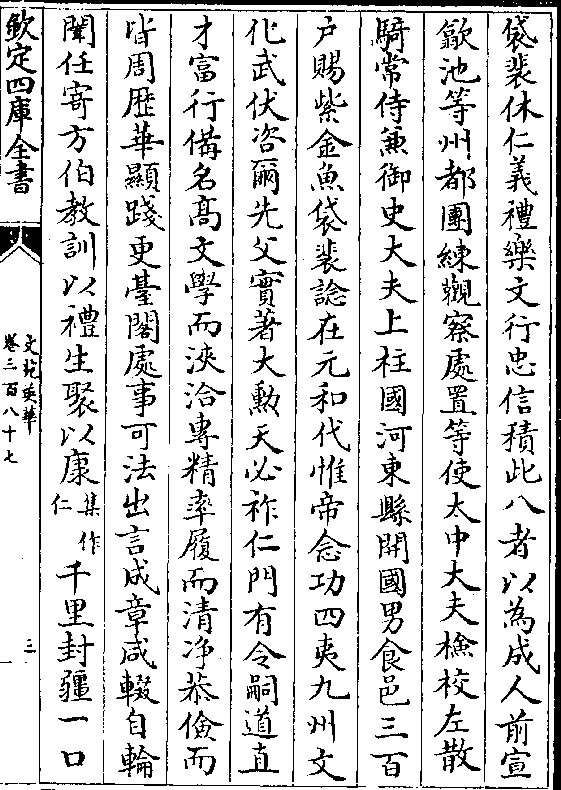 袋裴休仁義禮樂文行忠信積此八者以為成人前宣
歙池等州都團練觀察處置等使太中大夫檢校左散
騎常侍兼御史大夫上柱國河東縣開國男食邑三百
户賜紫金魚袋裴諗在元和代惟帝念功四夷九州文
化武伏咨爾先父實著大勲天必祚仁門有令嗣道直
才富行備名髙文學而浹洽專精率履而清净恭儉而
皆周歴華顯踐更臺閣處事可法出言成章咸輟自輪
聞任寄方伯教訓以禮生聚以康集作仁千里封疆一口
欽定四庫全書
文苑英華
卷三百八十七
三